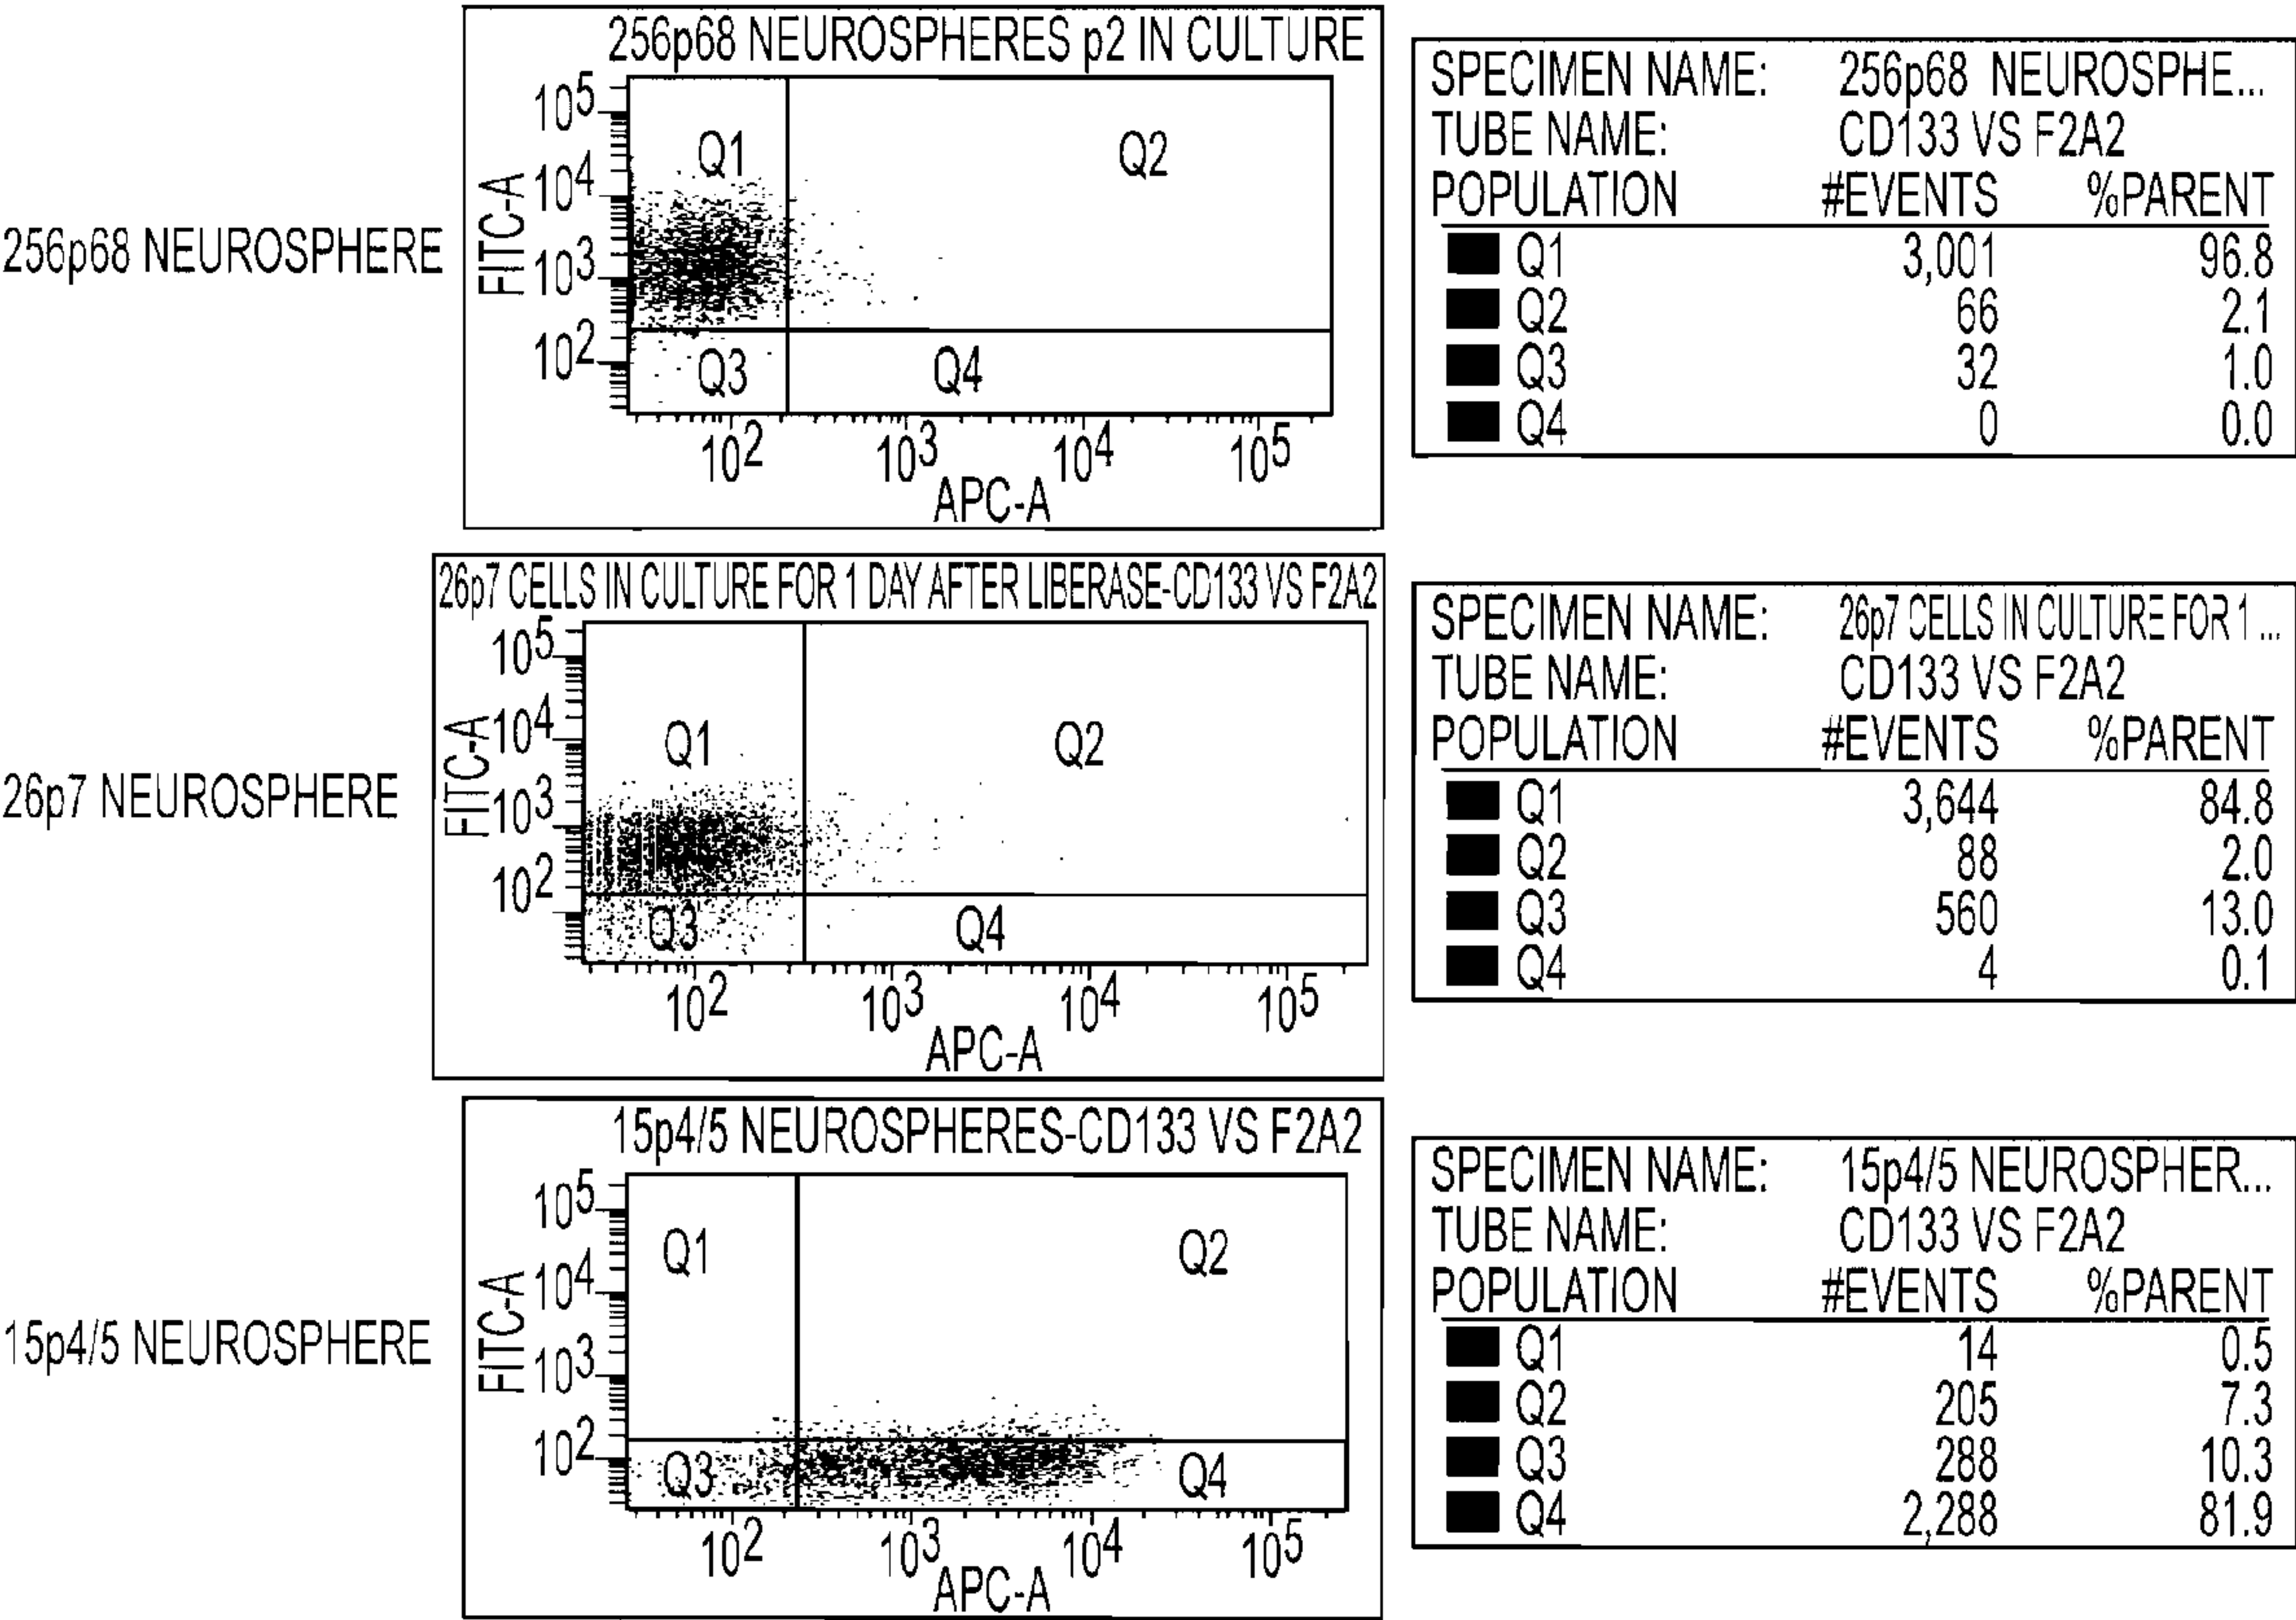 256p68 NEUROSPHERE
256p68 NEUROSPHERES p2 IN CULTURE
FITC-A
10^5
10^4
10^3
10^2
Q1
Q2
Q3
Q4
10^2 10^3 10^4 10^5
APC-A
SPECIMEN NAME: 256p68 NEUROSPHE...
TUBE NAME: CD133 VS F2A2
POPULATION #EVENTS %PARENT
Q1 3,001 96.8
Q2 66 2.1
Q3 32 1.0
Q4 0 0.0
26p7 NEUROSPHERE
26p7 CELLS IN CULTURE FOR 1 DAY AFTER LIBERASE-CD133 VS F2A2
FITC-A
10^5
10^4
10^3
10^2
Q1
Q2
Q3
Q4
10^2 10^3 10^4 10^5
APC-A
SPECIMEN NAME: 26p7 CELLS IN CULTURE FOR 1 ...
TUBE NAME: CD133 VS F2A2
POPULATION #EVENTS %PARENT
Q1 3,644 84.8
Q2 88 2.0
Q3 560 13.0
Q4 4 0.1
15p4/5 NEUROSPHERE
15p4/5 NEUROSPHERES-CD133 VS F2A2
FITC-A
10^5
10^4
10^3
10^2
Q1
Q2
Q3
Q4
10^2 10^3 10^4 10^5
APC-A
SPECIMEN NAME: 15p4/5 NEUROSPHER...
TUBE NAME: CD133 VS F2A2
POPULATION #EVENTS %PARENT
Q1 14 0.5
Q2 205 7.3
Q3 288 10.3
Q4 2,288 81.9